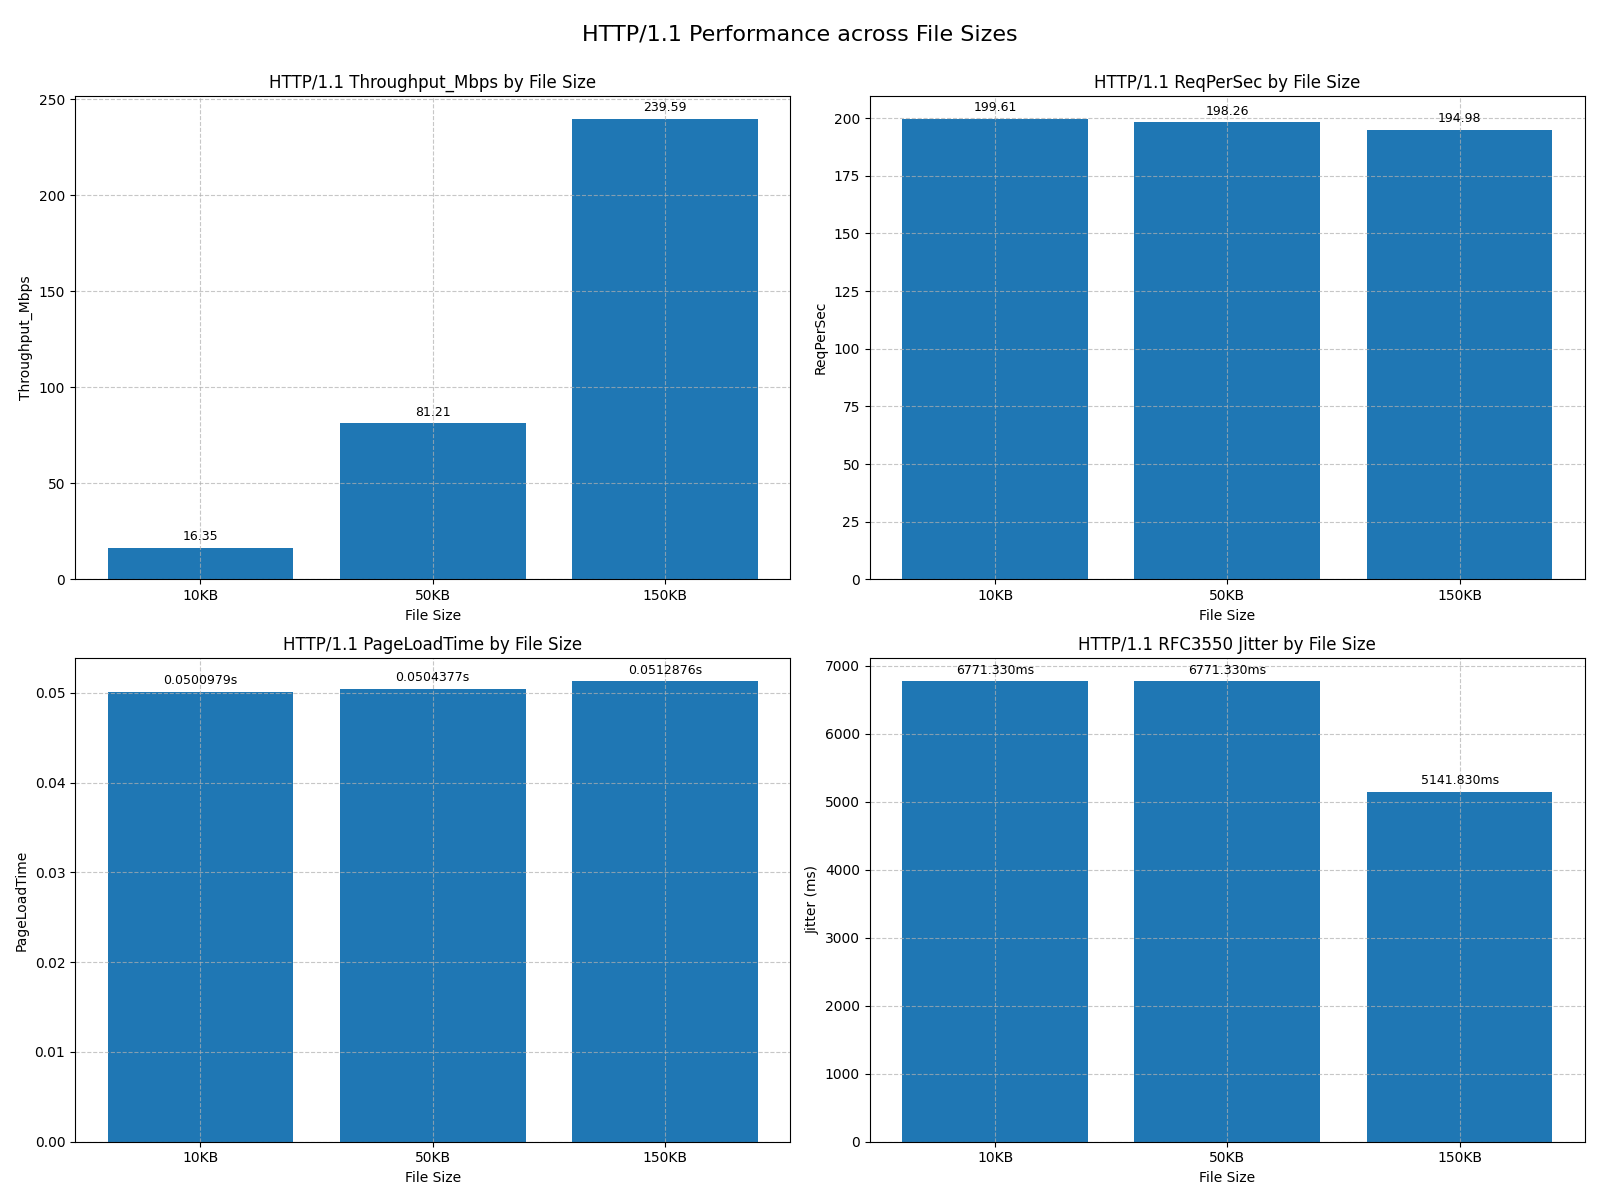 HTTP/1.1 Performance across File Sizes
HTTP/1.1 Throughput_Mbps by File Size
Throughput_Mbps
250
200
150
100
50
0
16.35
81.21
239.59
10KB
50KB
150KB
File Size
HTTP/1.1 ReqPerSec by File Size
ReqPerSec
200
175
150
125
100
75
50
25
0
199.61
198.26
194.98
10KB
50KB
150KB
File Size
HTTP/1.1 PageLoadTime by File Size
PageLoadTime
0.05
0.04
0.03
0.02
0.01
0.00
0.0500979s
0.0504377s
0.0512876s
10KB
50KB
150KB
File Size
HTTP/1.1 RFC3550 Jitter by File Size
Jitter (ms)
7000
6000
5000
4000
3000
2000
1000
0
6771.330ms
6771.330ms
5141.830ms
10KB
50KB
150KB
File Size